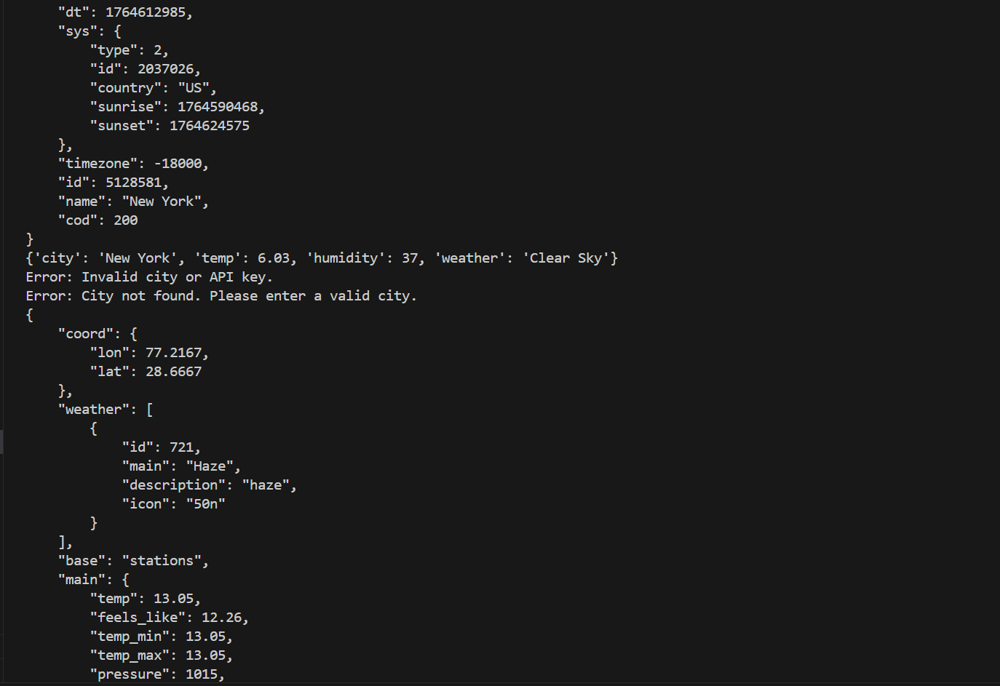 "dt": 1764612985,
"sys": {
"type": 2,
"id": 2037026,
"country": "US",
"sunrise": 1764590468,
"sunset": 1764624575
},
"timezone": -18000,
"id": 5128581,
"name": "New York",
"cod": 200
}
{'city': 'New York', 'temp': 6.03, 'humidity': 37, 'weather': 'Clear Sky'}
Error: Invalid city or API key.
Error: City not found. Please enter a valid city.
{
"coord": {
"lon": 77.2167,
"lat": 28.6667
},
"weather": [
{
"id": 721,
"main": "Haze",
"description": "haze",
"icon": "50n"
}
],
"base": "stations",
"main": {
"temp": 13.05,
"feels_like": 12.26,
"temp_min": 13.05,
"temp_max": 13.05,
"pressure": 1015,